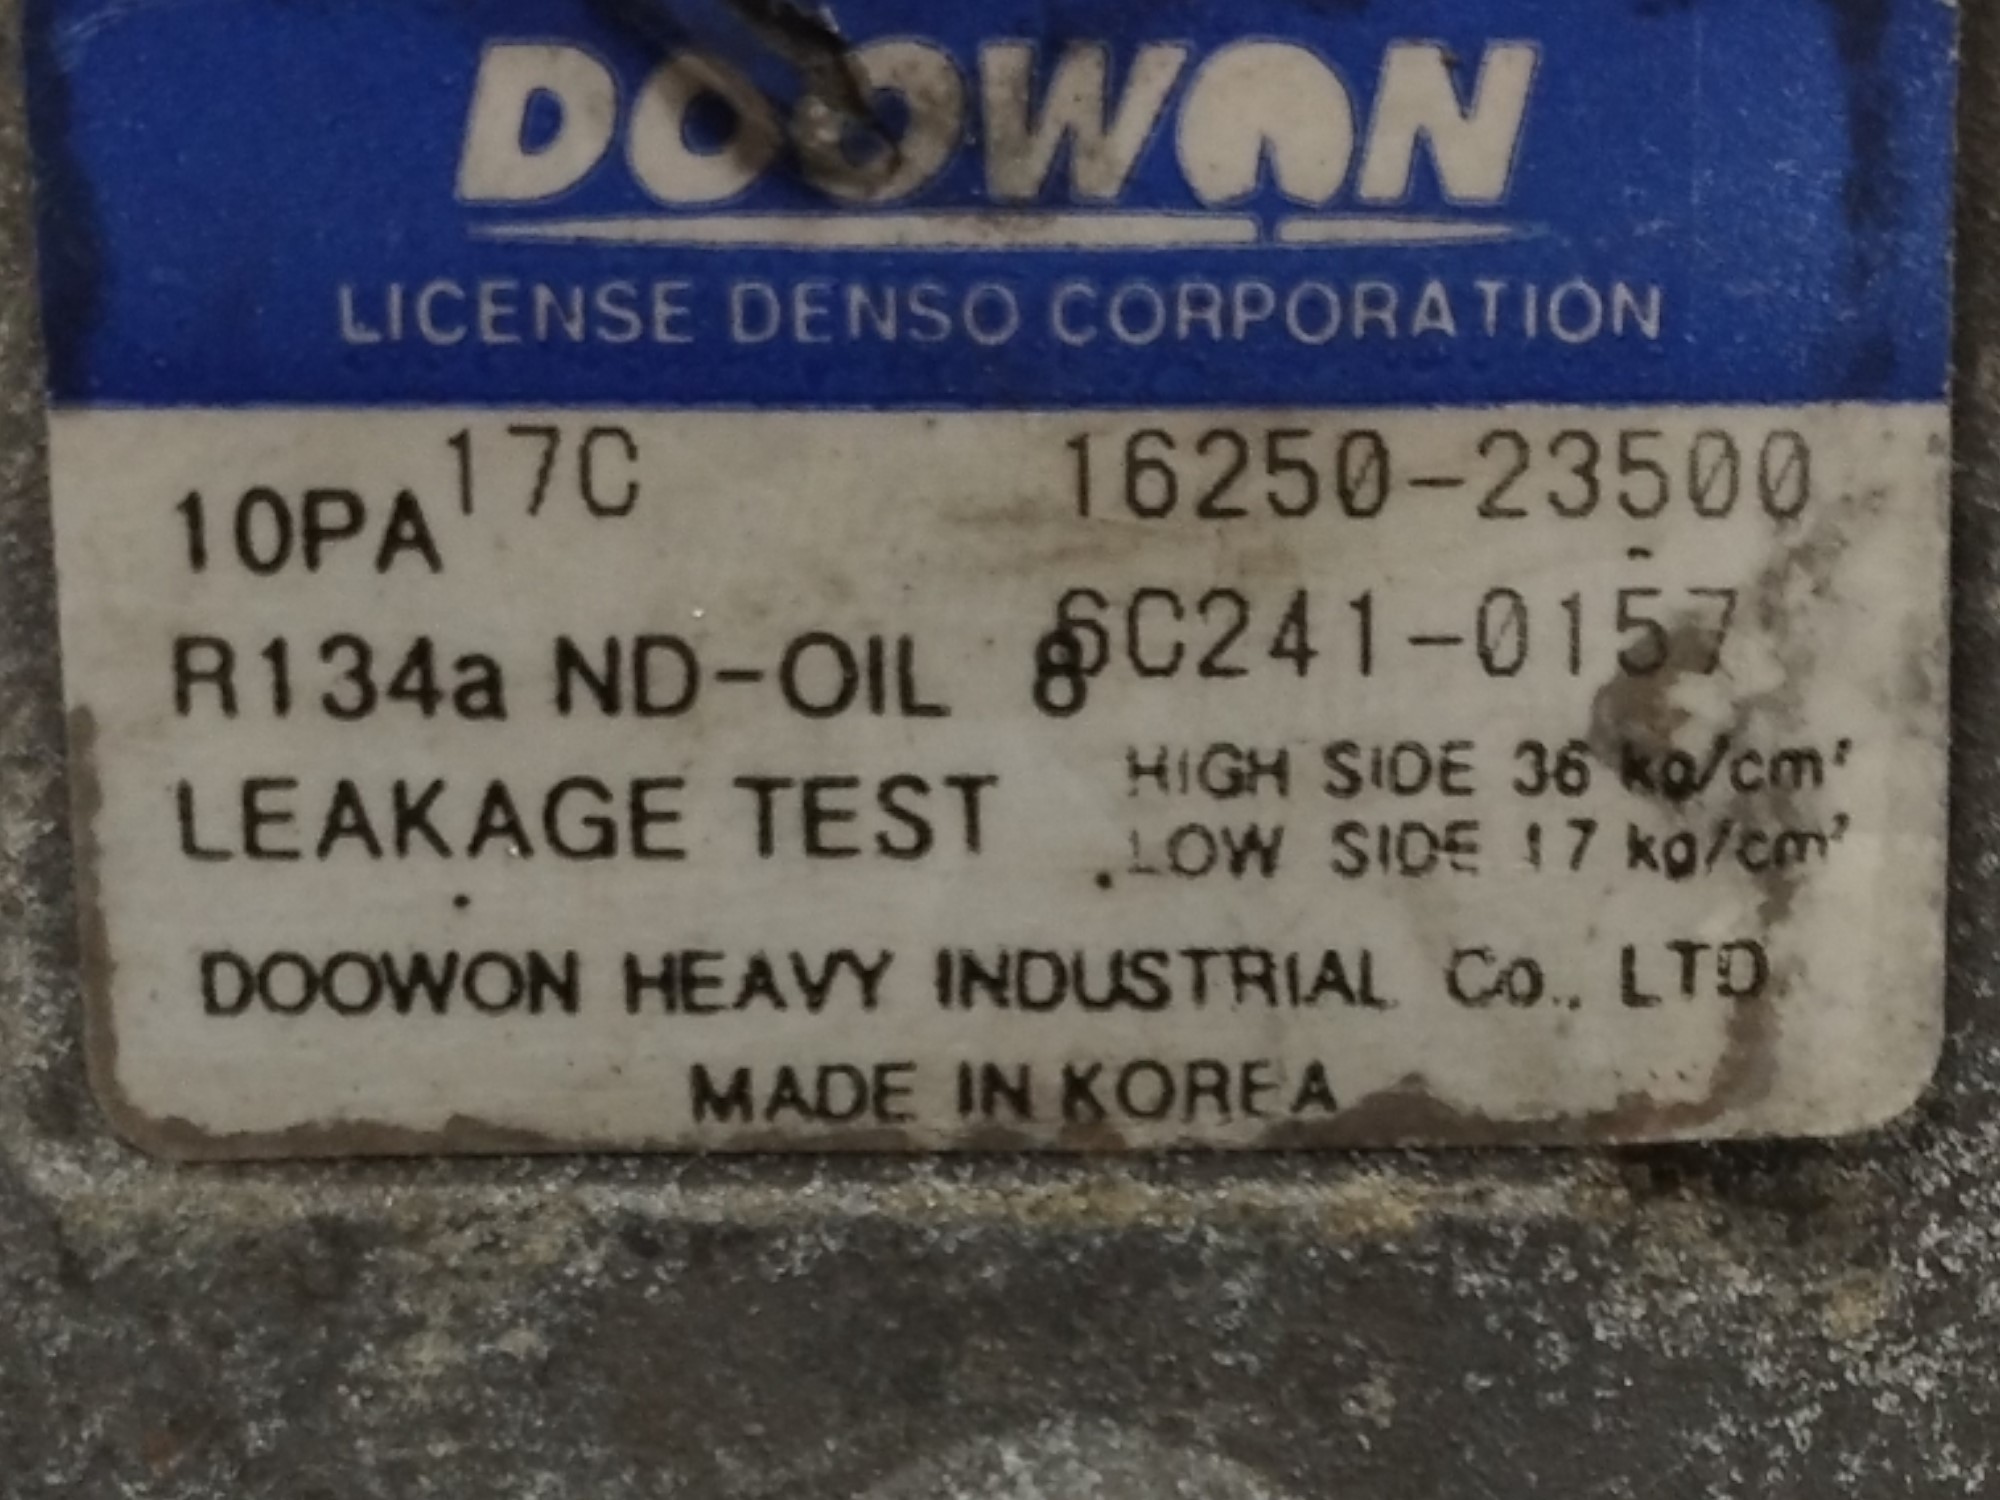 DOOWON
LICENSE DENSO CORPORATION
10PA17C 16250-23500
R134a ND-OIL 8 6C241-0157
LEAKAGE TEST HIGH SIDE 36 kg/cm²
LOW SIDE 17 kg/cm²
DOOWON HEAVY INDUSTRIAL Co., LTD.
MADE IN KOREA